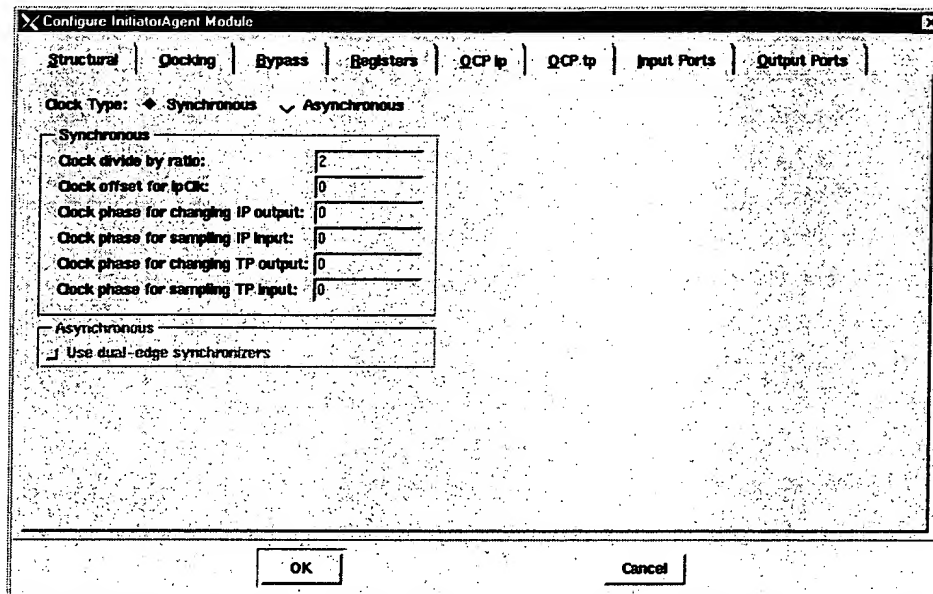 Configure InitiatorAgent Module
Structural Clocking Bypass Registers OCP ip OCP tp Input Ports Output Ports
Clock Type: Synchronous Asynchronous
Synchronous
Clock divide by ratio: 2
Clock offset for ipClk: 0
Clock phase for changing IP output: 0
Clock phase for sampling IP input: 0
Clock phase for changing TP output: 0
Clock phase for sampling TP input: 0
Asynchronous
Use dual-edge synchronizers
OK Cancel